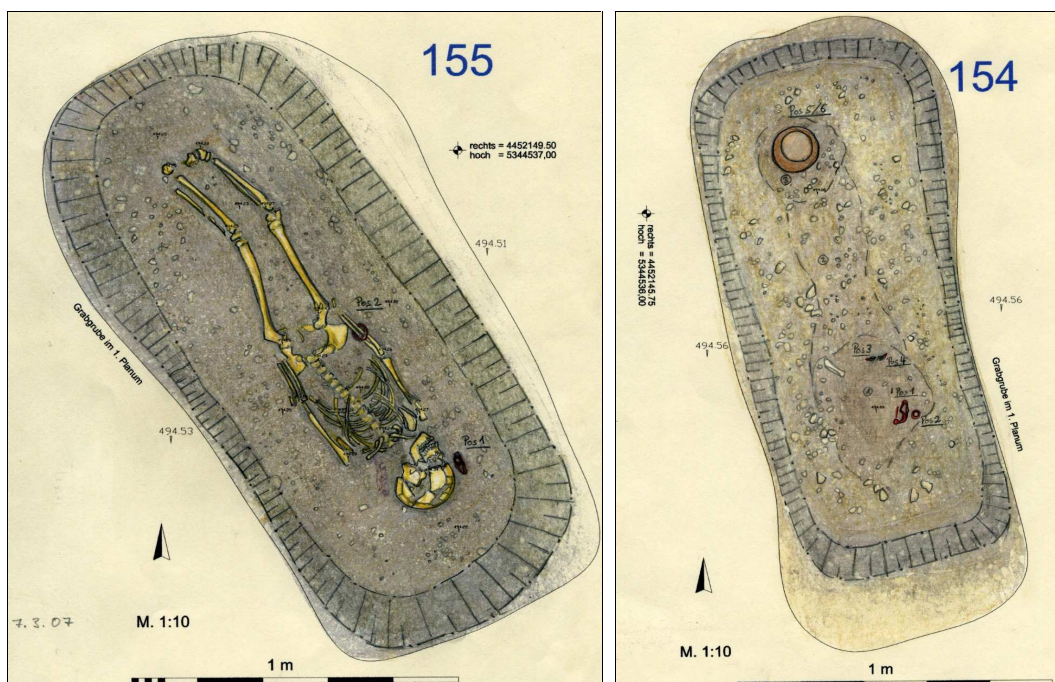 155
rechts = 4452149.50
hoch = 5344537,00
494.51
Pos 2
Grabgrube im 1. Planum
494.53
Pos 1
7.3.07
M. 1:10
1 m
154
Pos 5/6
rechts = 4452145.75
hoch = 5344536,00
494.56
494.56
Pos 3
Pos 4
Pos 1
Pos 2
Grabgrube im 1. Planum
M. 1:10
1 m